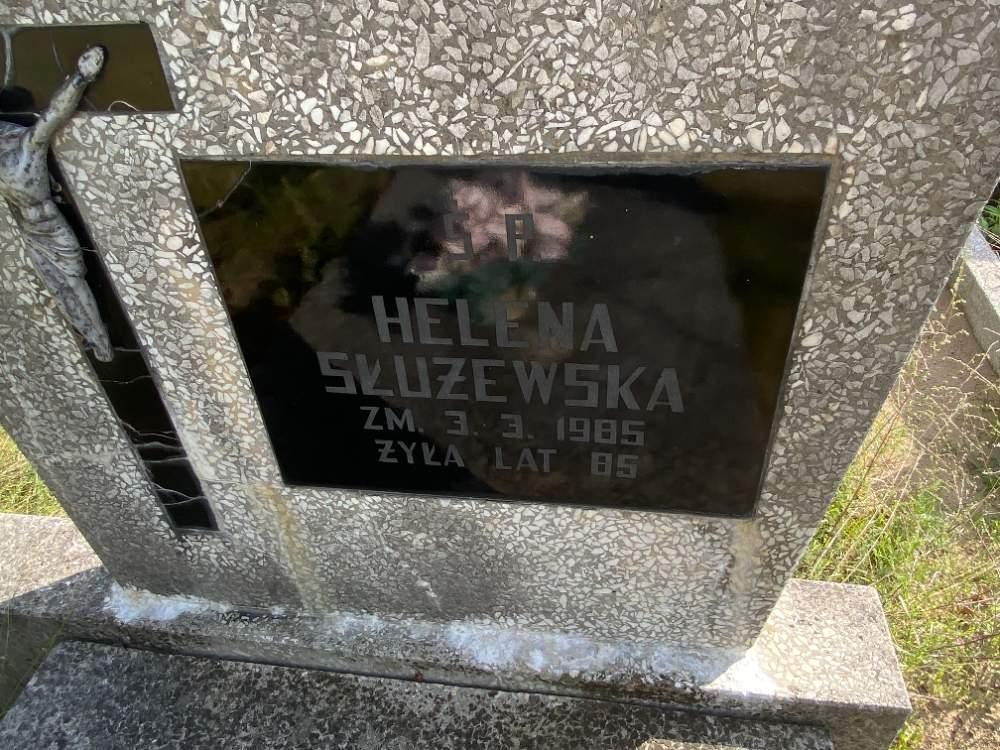 Ś P
HELENA
SŁUŻEWSKA
ZM. 3. 3. 1985
ŻYŁA LAT 85